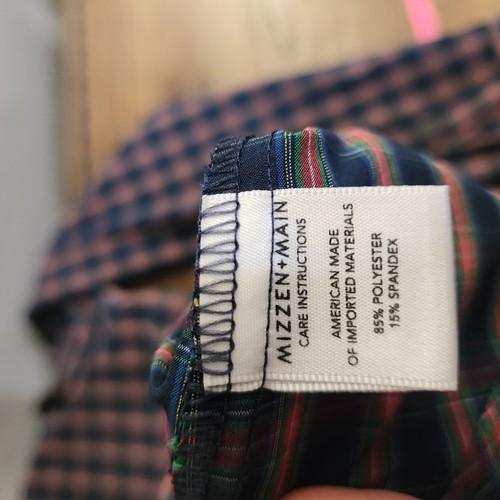 MIZZEN+MAIN
CARE INSTRUCTIONS
AMERICAN MADE
OF IMPORTED MATERIALS
85% POLYESTER
15% SPANDEX